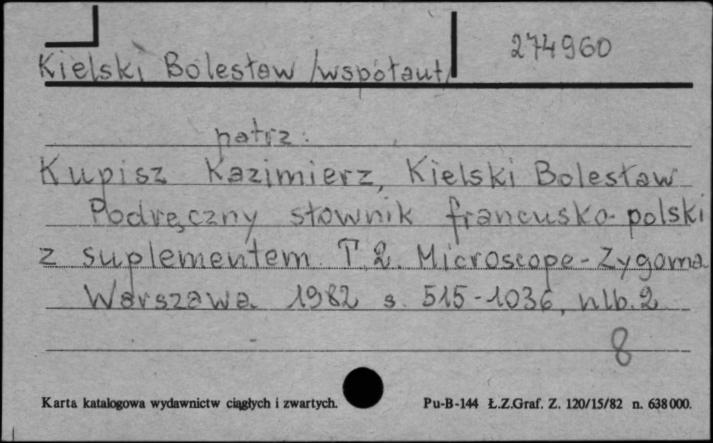 274960
Kielski Bolesław /współaut/
patrz:
Kupisz Kazimierz, Kielski Bolesław
Podręczny słownik francusko-polski
z suplementem. T. 2. Microscope-Zygoma
Warszawa 1982 s. 515-1036, nlb. 2
8
Karta katalogowa wydawnictw ciągłych i zwartych.
Pu-B-144 Ł.Z.Graf. Z. 120/15/82 n. 638000.